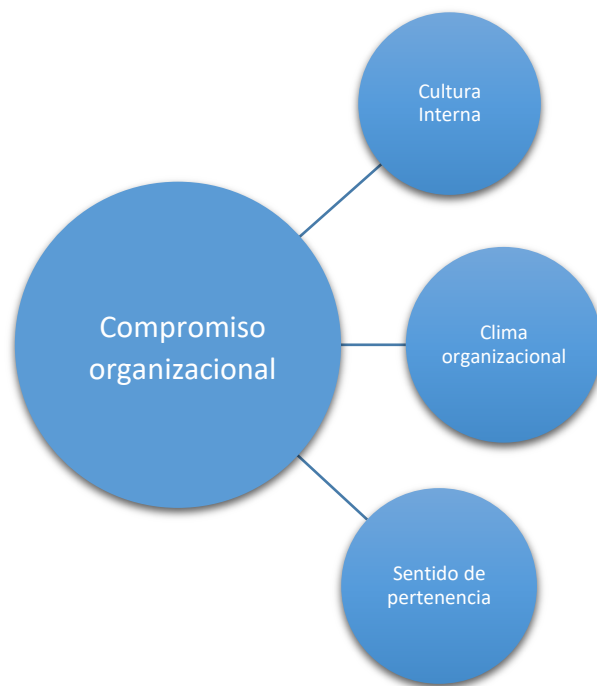 Cultura
Interna
Compromiso
organizacional
Clima
organizacional
Sentido de
pertenencia